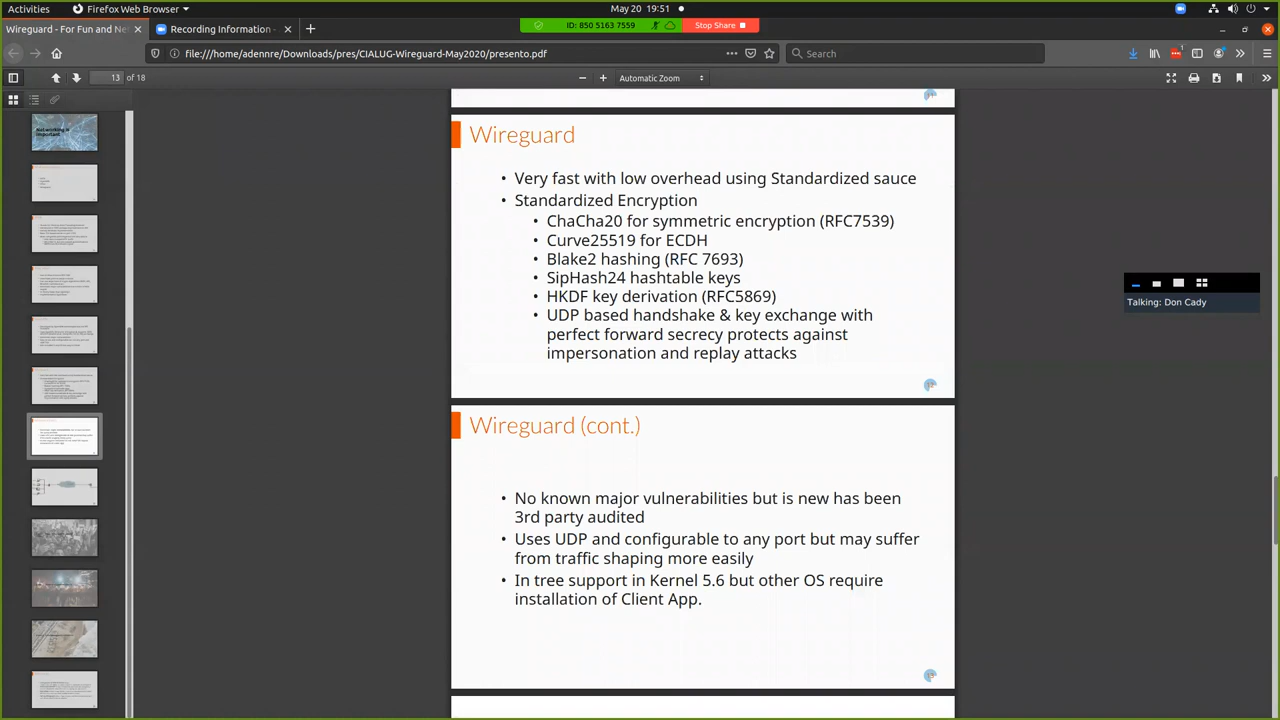 Activities
Firefox Web Browser
May 20 19:51
Wireguard - For Fun and Ne
Recording Information -
ID: 850 5163 7559
Stop Share
file:///home/adennre/Downloads/pres/CIALUG-Wireguard-May2020/presento.pdf
Search
13 of 18
Automatic Zoom
Networking is
important
Wireguard
• Very fast with low overhead using Standardized sauce
• Standardized Encryption
• ChaCha20 for symmetric encryption (RFC7539)
• Curve25519 for ECDH
• Blake2 hashing (RFC 7693)
• SipHash24 hashtable keys
• HKDF key derivation (RFC5869)
• UDP based handshake & key exchange with
perfect forward secrecy protects against
impersonation and replay attacks
Talking: Don Cady
Wireguard (cont.)
• No known major vulnerabilities but is new has been
3rd party audited
• Uses UDP and configurable to any port but may suffer
from traffic shaping more easily
• In tree support in Kernel 5.6 but other OS require
installation of Client App.